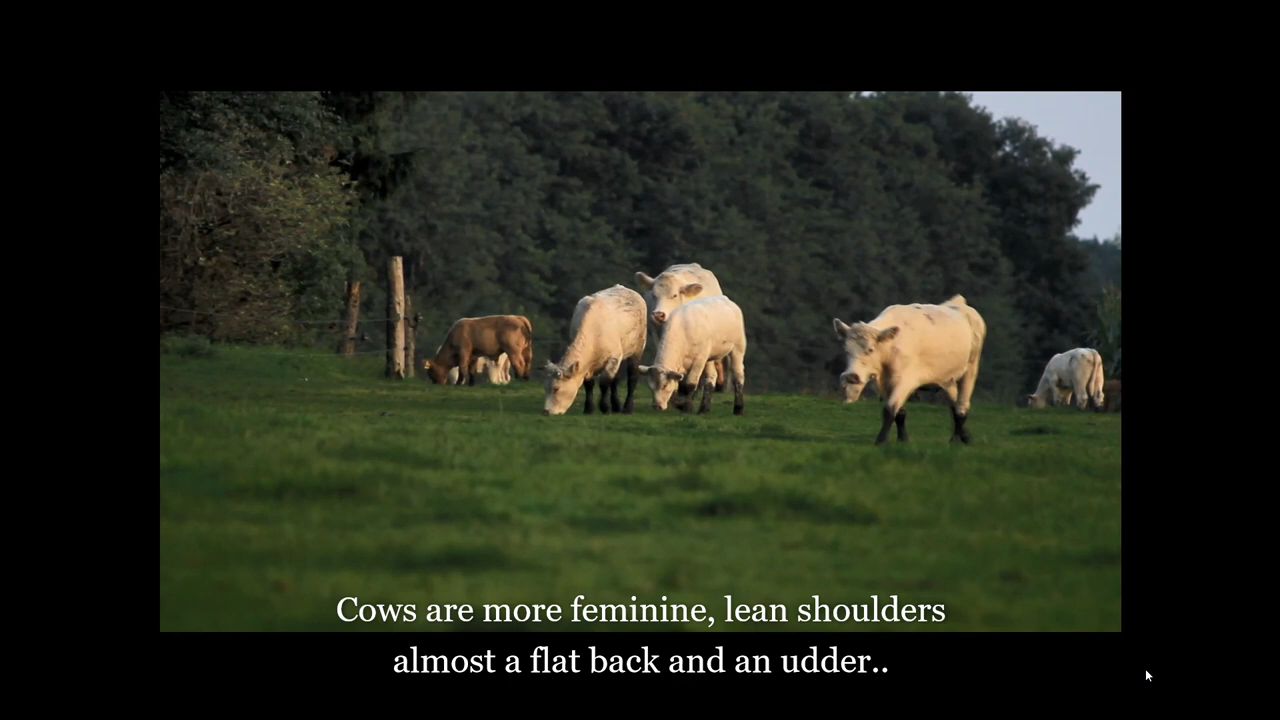 Cows are more feminine, lean shoulders
almost a flat back and an udder..